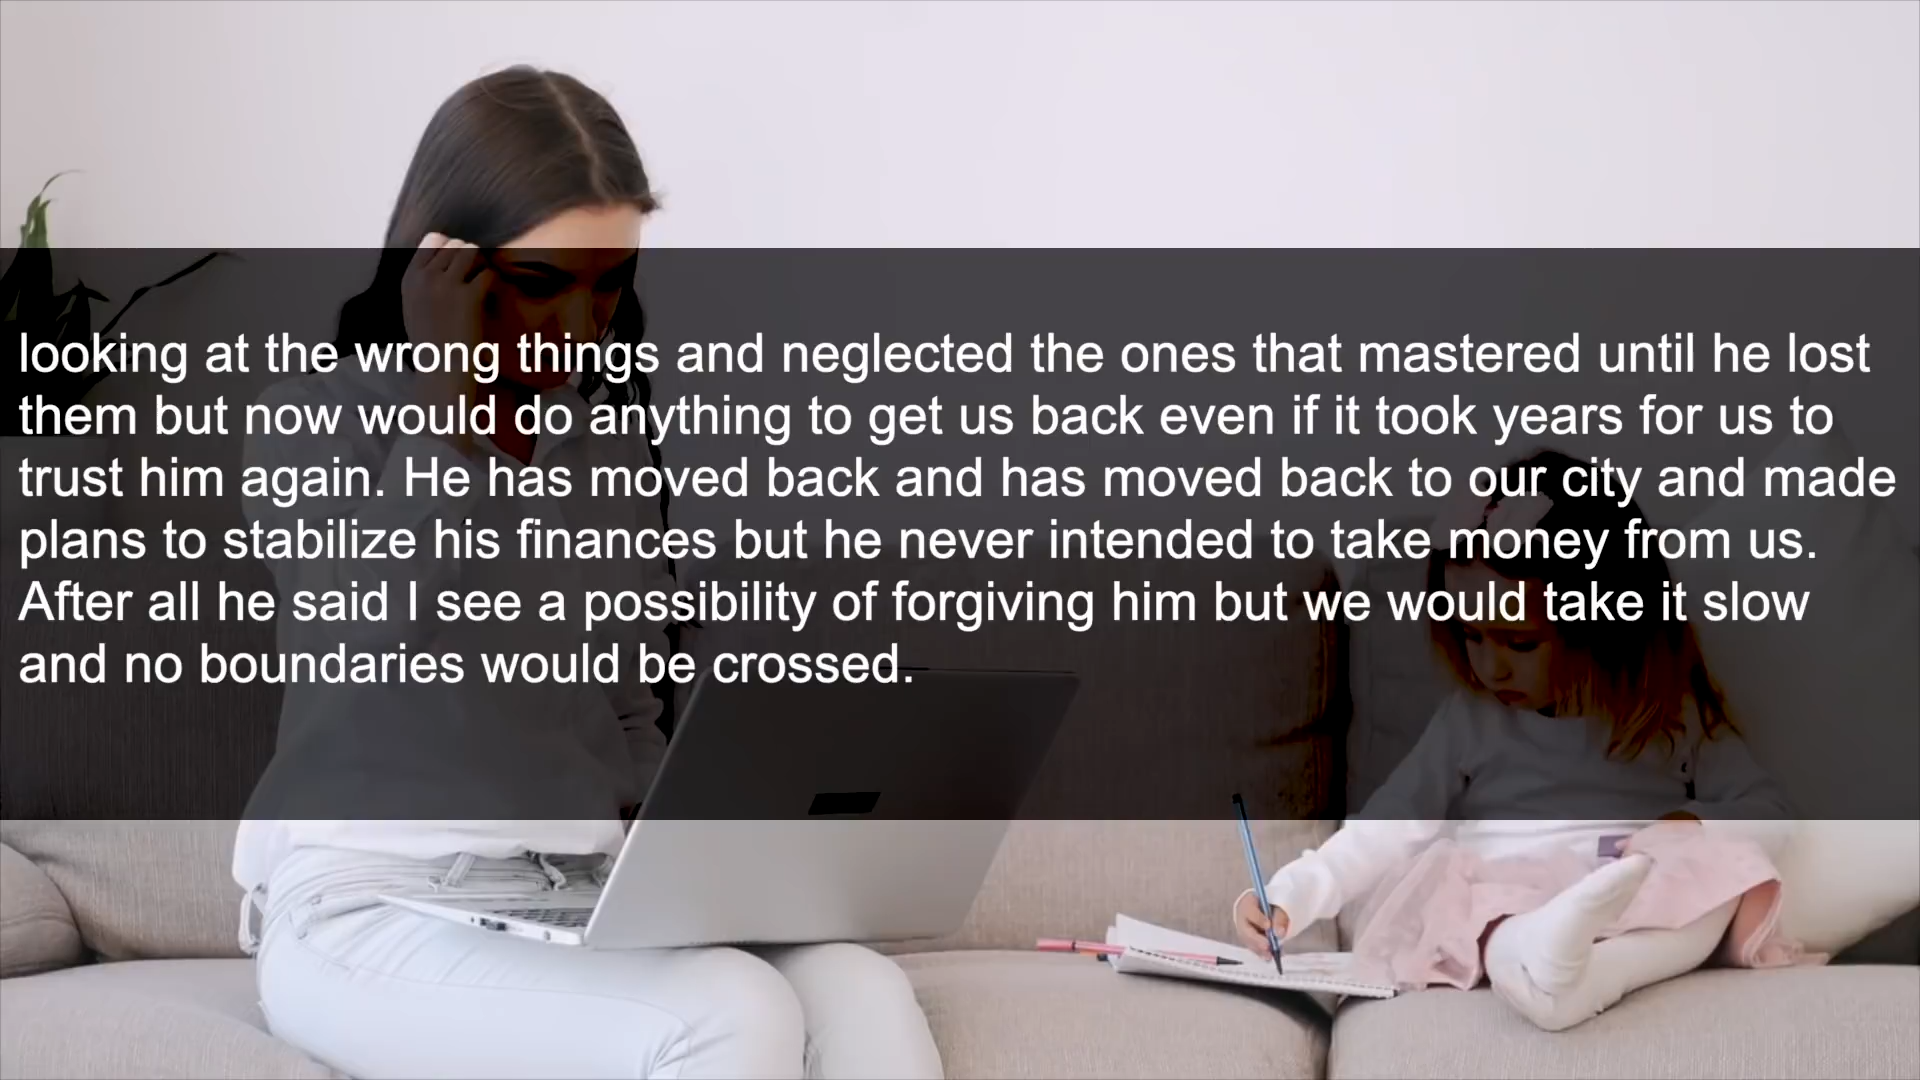 looking at the wrong things and neglected the ones that mastered until he lost
them but now would do anything to get us back even if it took years for us to
trust him again. He has moved back and has moved back to our city and made
plans to stabilize his finances but he never intended to take money from us.
After all he said I see a possibility of forgiving him but we would take it slow
and no boundaries would be crossed.